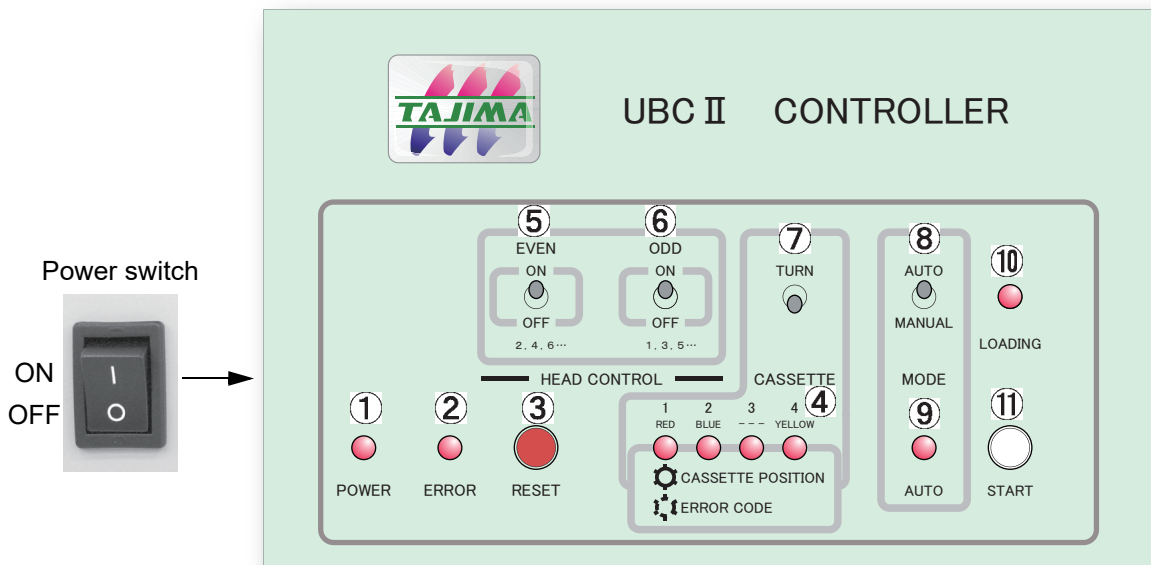 TAJIMA
UBC Ⅱ CONTROLLER
Power switch
ON
OFF
⑤ ⑥ ⑦ ⑧ ⑩
EVEN ODD TURN AUTO
ON ON
OFF OFF MANUAL
2, 4, 6… 1, 3, 5… LOADING
HEAD CONTROL CASSETTE MODE
① ② ③ ④ ⑨ ⑪
1 2 3 4
RED BLUE --- YELLOW
CASSETTE POSITION
POWER ERROR RESET AUTO START
ERROR CODE